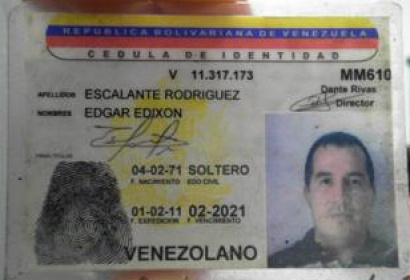 REPUBLICA BOLIVARIANA DE VENEZUELA
CEDULA DE IDENTIDAD
V 11.317.173 MM610
APELLIDOS ESCALANTE RODRIGUEZ
NOMBRES EDGAR EDIXON
Dante Rivas
Director
FIRMA TITULAR
04-02-71 SOLTERO
F. NACIMIENTO EDO CIVIL
01-02-11 02-2021
F. EXPEDICION F. VENCIMIENTO
VENEZOLANO